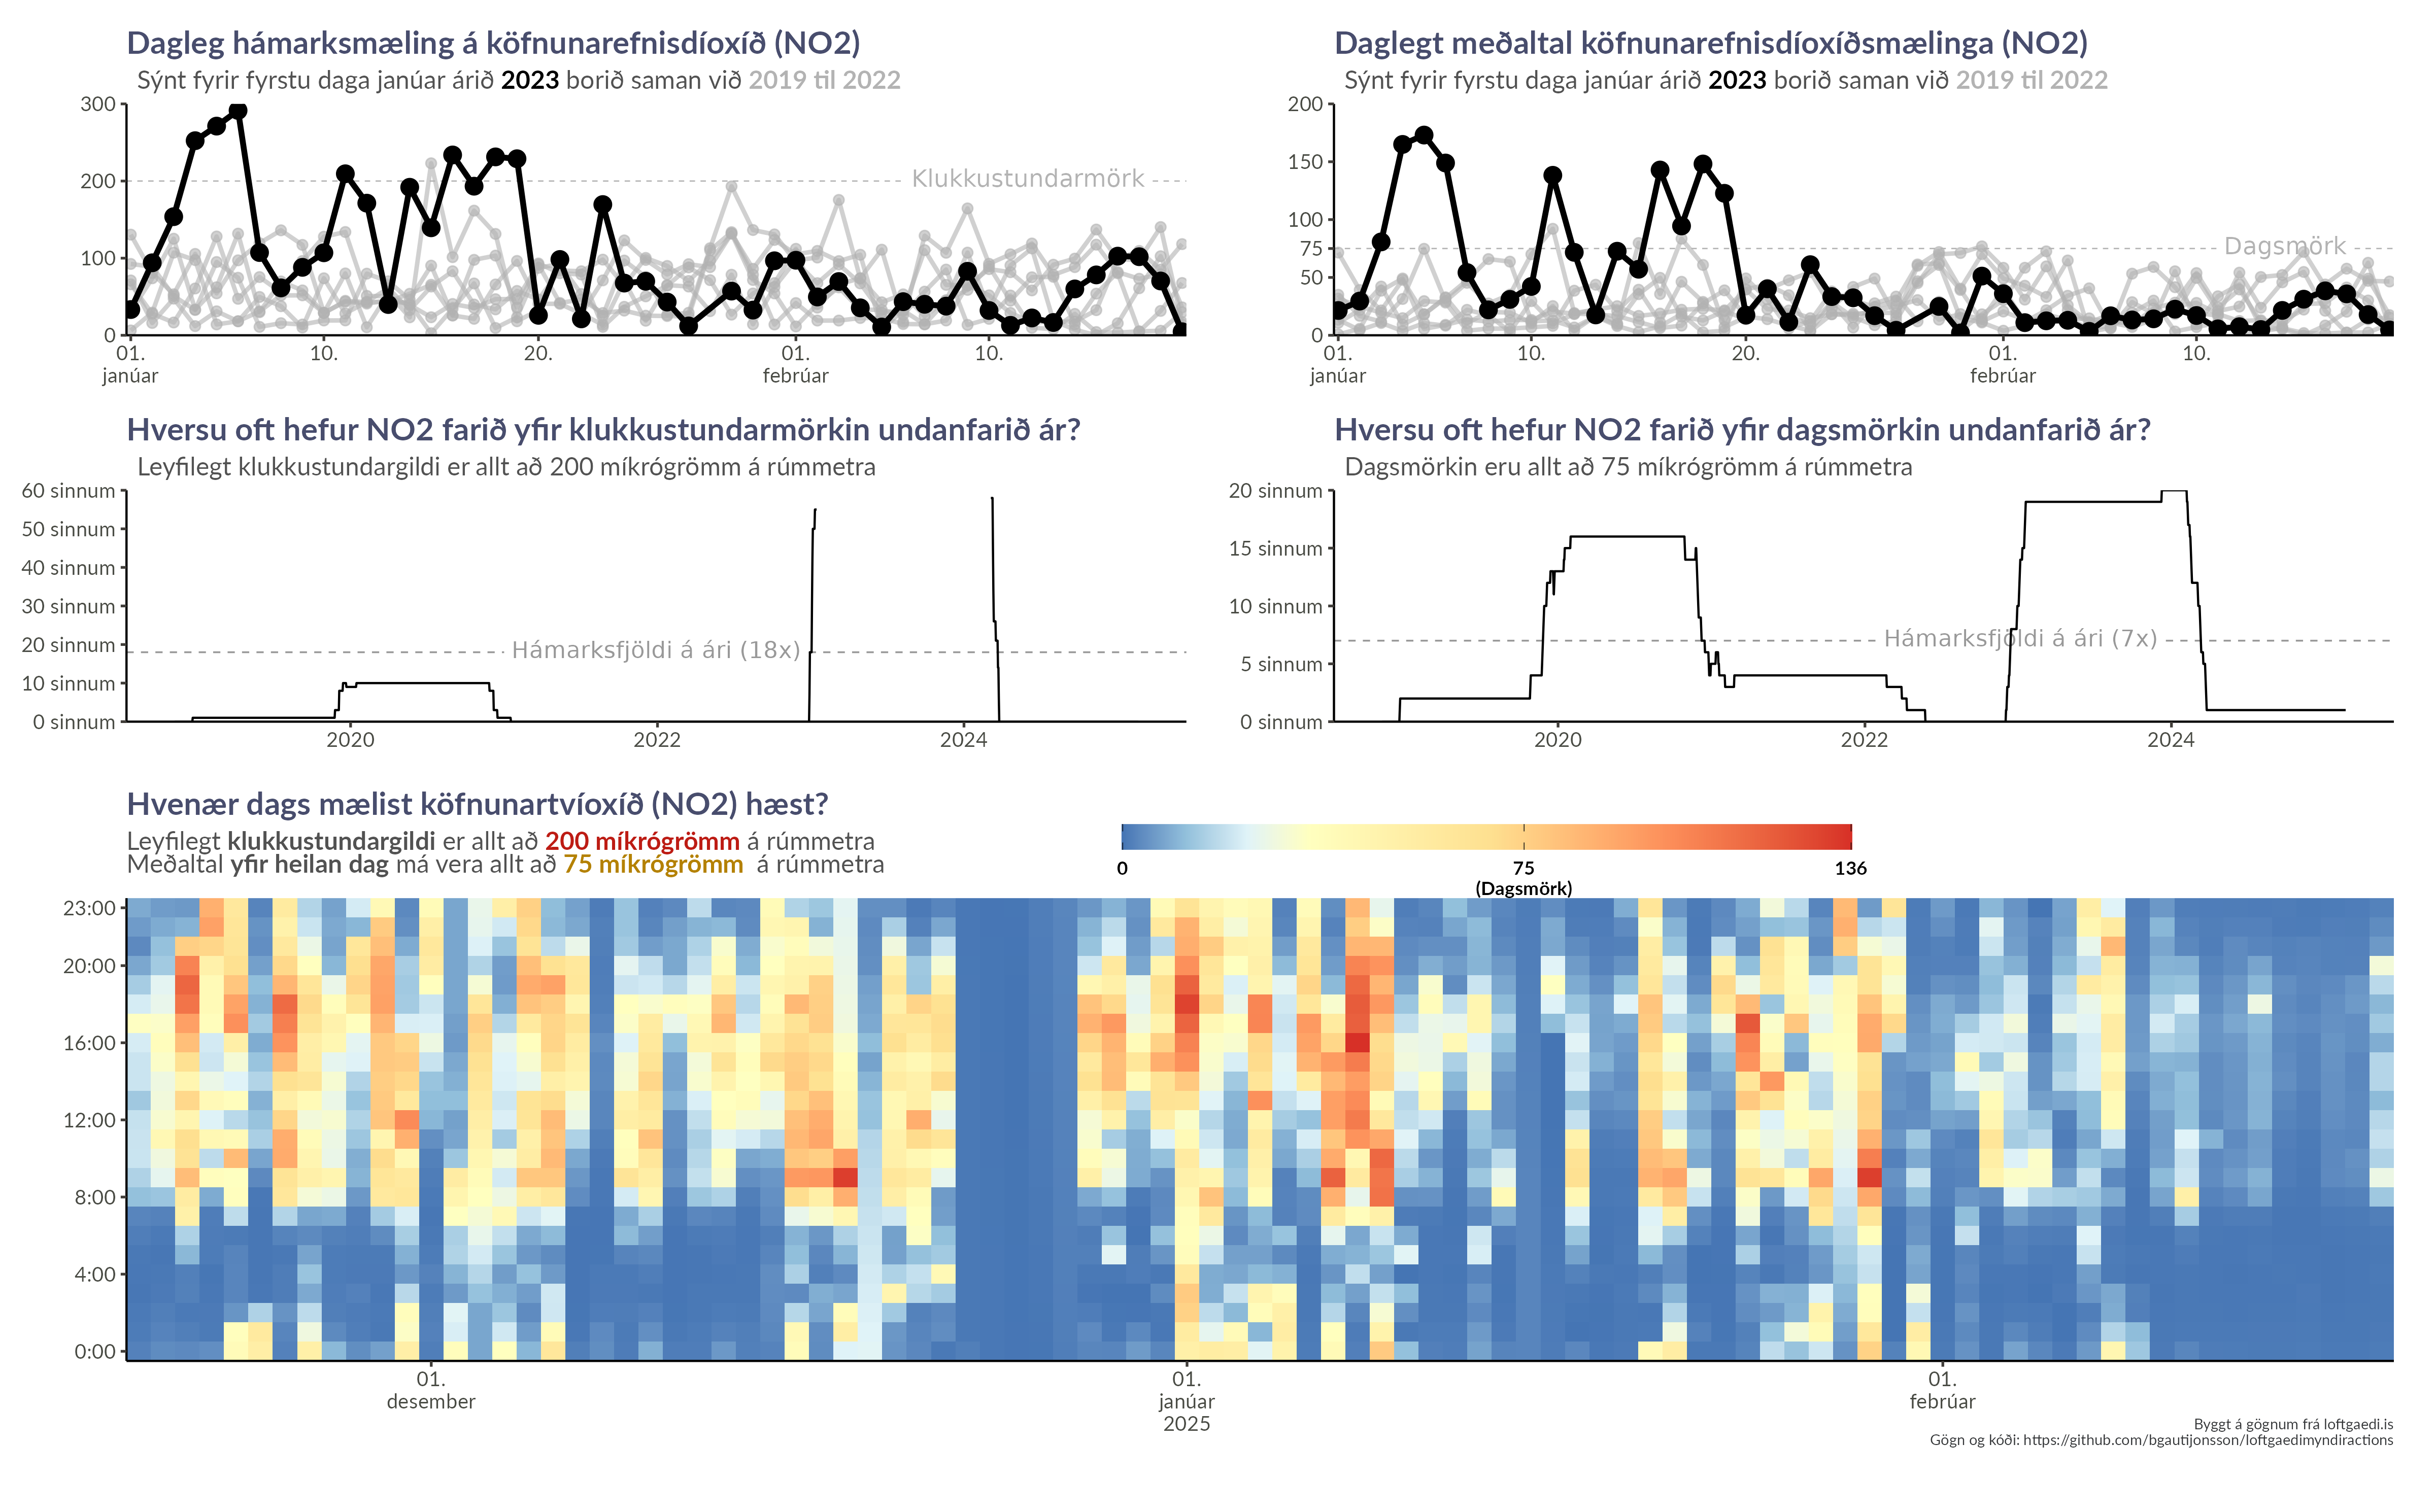 Dagleg hámarksmæling á köfnunarefnisdíoxíð (NO2)
Sýnt fyrir fyrstu daga janúar árið 2023 borið saman við 2019 til 2022
300
200
100
0
Klukkustundarmörk
01.
janúar
10.
20.
01.
febrúar
10.
Daglegt meðaltal köfnunarefnisdíoxíðsmælinga (NO2)
Sýnt fyrir fyrstu daga janúar árið 2023 borið saman við 2019 til 2022
200
150
100
75
50
0
Dagsmörk
01.
janúar
10.
20.
01.
febrúar
10.
Hversu oft hefur NO2 farið yfir klukkustundarmörkin undanfarið ár?
Leyfilegt klukkustundargildi er allt að 200 míkrógrömm á rúmmetra
60 sinnum
50 sinnum
40 sinnum
30 sinnum
20 sinnum
10 sinnum
0 sinnum
Hámarksfjöldi á ári (18x)
2020
2022
2024
Hversu oft hefur NO2 farið yfir dagsmörkin undanfarið ár?
Dagsmörkin eru allt að 75 míkrógrömm á rúmmetra
20 sinnum
15 sinnum
10 sinnum
5 sinnum
0 sinnum
Hámarksfjöldi á ári (7x)
2020
2022
2024
Hvenær dags mælist köfnunartvíoxíð (NO2) hæst?
Leyfilegt klukkustundargildi er allt að 200 míkrógrömm á rúmmetra
Meðaltal yfir heilan dag má vera allt að 75 míkrógrömm á rúmmetra
0
75
(Dagsmörk)
136
23:00
20:00
16:00
12:00
8:00
4:00
0:00
01.
desember
01.
janúar
2025
01.
febrúar
Byggt á gögnum frá loftgaedi.is
Gögn og kóði: https://github.com/bgautijonsson/loftgaedimyndiractions